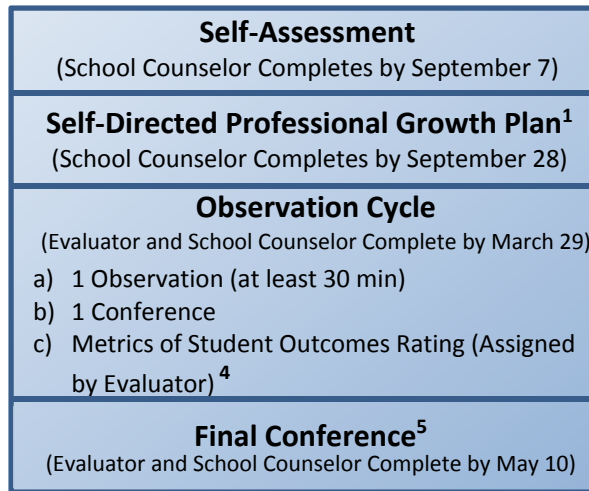 Self-Assessment
(School Counselor Completes by September 7)
Self-Directed Professional Growth Plan¹
(School Counselor Completes by September 28)
Observation Cycle
(Evaluator and School Counselor Complete by March 29)
a) 1 Observation (at least 30 min)
b) 1 Conference
c) Metrics of Student Outcomes Rating (Assigned
by Evaluator) ⁴
Final Conference⁵
(Evaluator and School Counselor Complete by May 10)